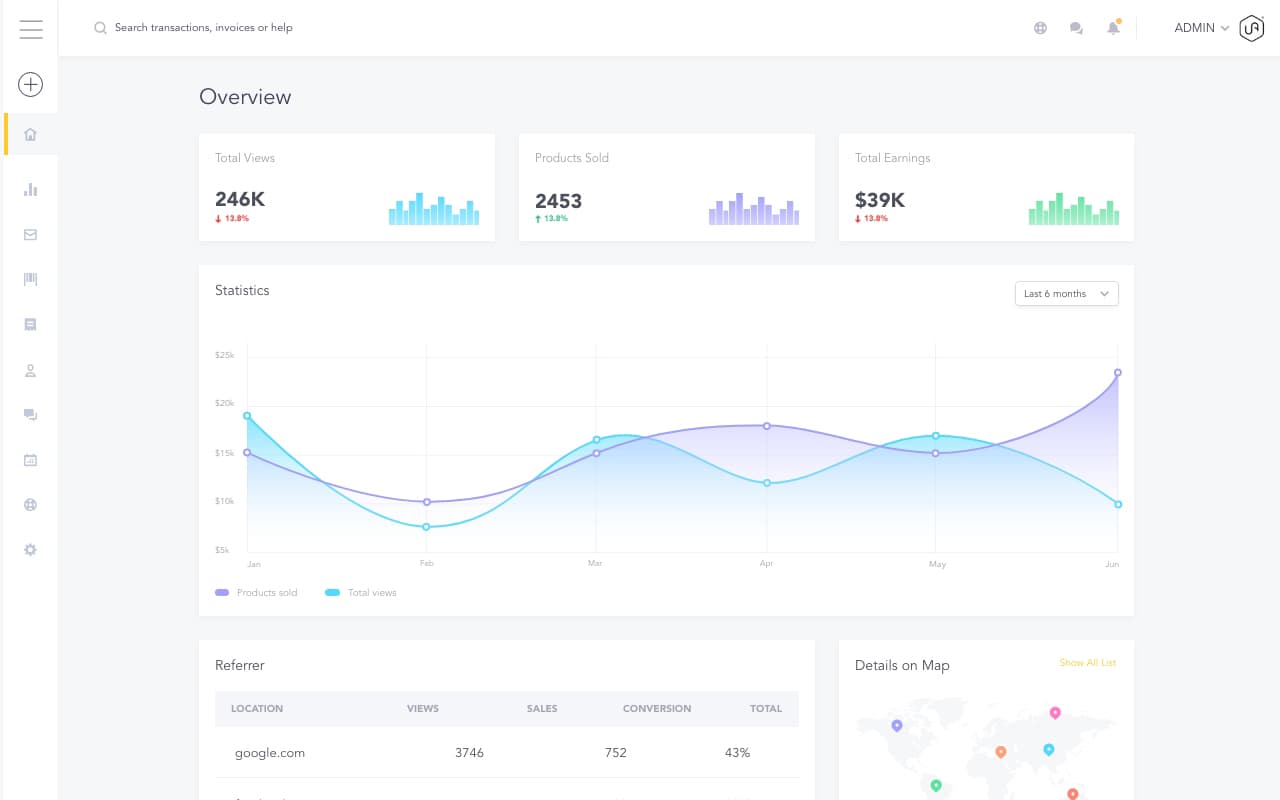 Search transactions, invoices or help
ADMIN
Overview
Total Views
246K
13.8%
Products Sold
2453
13.8%
Total Earnings
$39K
13.8%
Statistics
Last 6 months
$25k
$20k
$15k
$10k
$5k
Jan Feb Mar Apr May Jun
Products sold Total views
Referrer
LOCATION VIEWS SALES CONVERSION TOTAL
google.com 3746 752 43%
Details on Map
Show All List